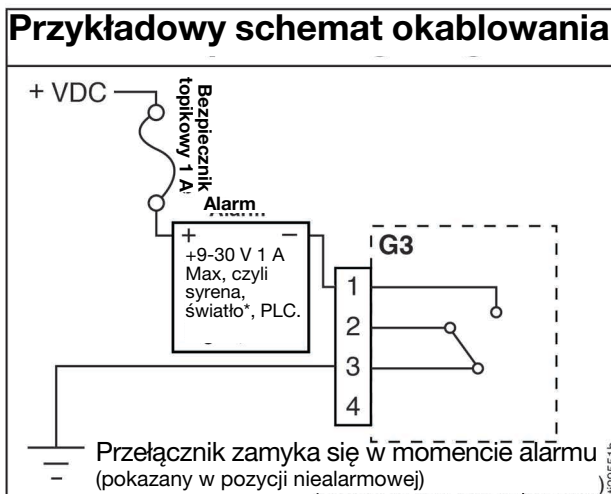 Przykładowy schemat okablowania
+ VDC
Bezpiecznik
topikowy 1 A
Alarm
+ −
+9-30 V 1 A
Max, czyli
syrena,
światło*, PLC.
G3
1
2
3
4
Przełącznik zamyka się w momencie alarmu
(pokazany w pozycji niealarmowej)
)